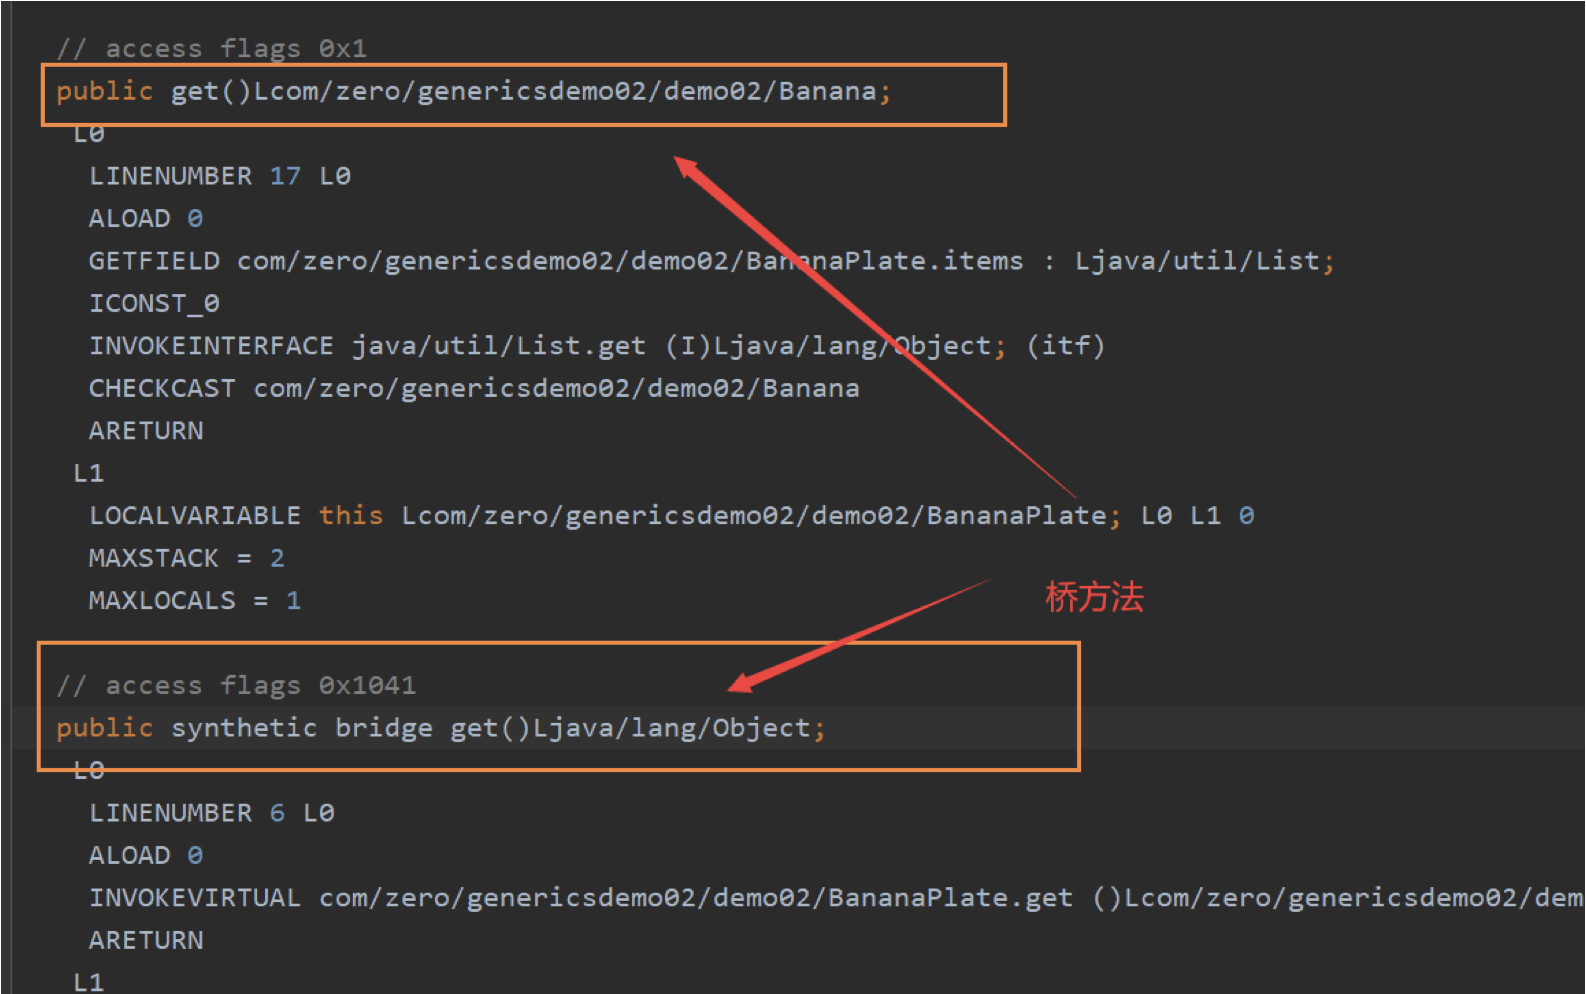 // access flags 0x1
public get()Lcom/zero/genericsdemo02/demo02/Banana;
L0
LINENUMBER 17 L0
ALOAD 0
GETFIELD com/zero/genericsdemo02/demo02/BananaPlate.items : Ljava/util/List;
ICONST_0
INVOKEINTERFACE java/util/List.get (I)Ljava/lang/Object; (itf)
CHECKCAST com/zero/genericsdemo02/demo02/Banana
ARETURN
L1
LOCALVARIABLE this Lcom/zero/genericsdemo02/demo02/BananaPlate; L0 L1 0
MAXSTACK = 2
MAXLOCALS = 1
桥方法
// access flags 0x1041
public synthetic bridge get()Ljava/lang/Object;
L0
LINENUMBER 6 L0
ALOAD 0
INVOKEVIRTUAL com/zero/genericsdemo02/demo02/BananaPlate.get ()Lcom/zero/genericsdemo02/dem
ARETURN
L1